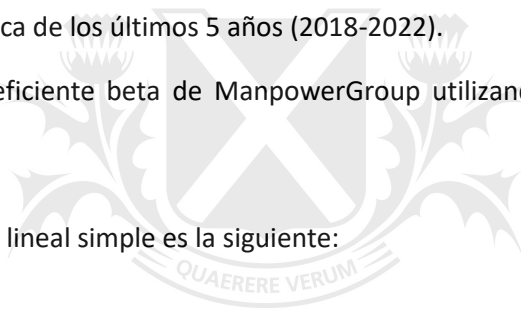 ca de los últimos 5 años (2018-2022).
eficiente beta de ManpowerGroup utilizan
lineal simple es la siguiente:
QUAERERE VERUM